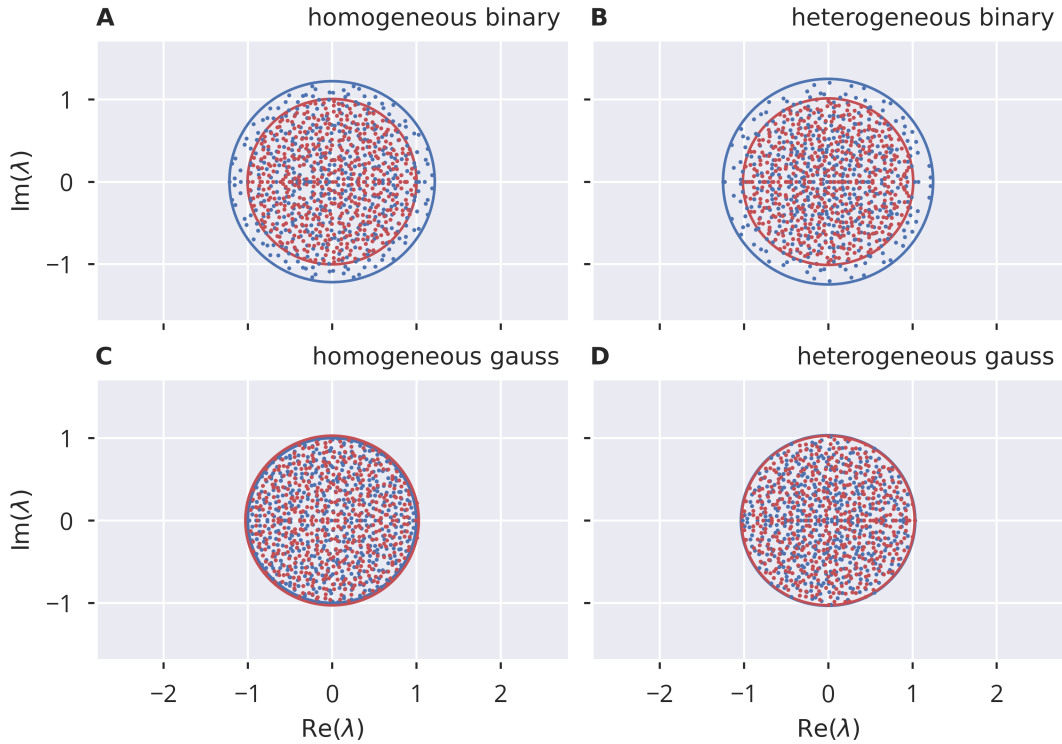 A homogeneous binary
B heterogeneous binary
Im(λ)
1
0
−1
C homogeneous gauss
D heterogeneous gauss
Im(λ)
1
0
−1
−2 −1 0 1 2
−2 −1 0 1 2
Re(λ)
Re(λ)